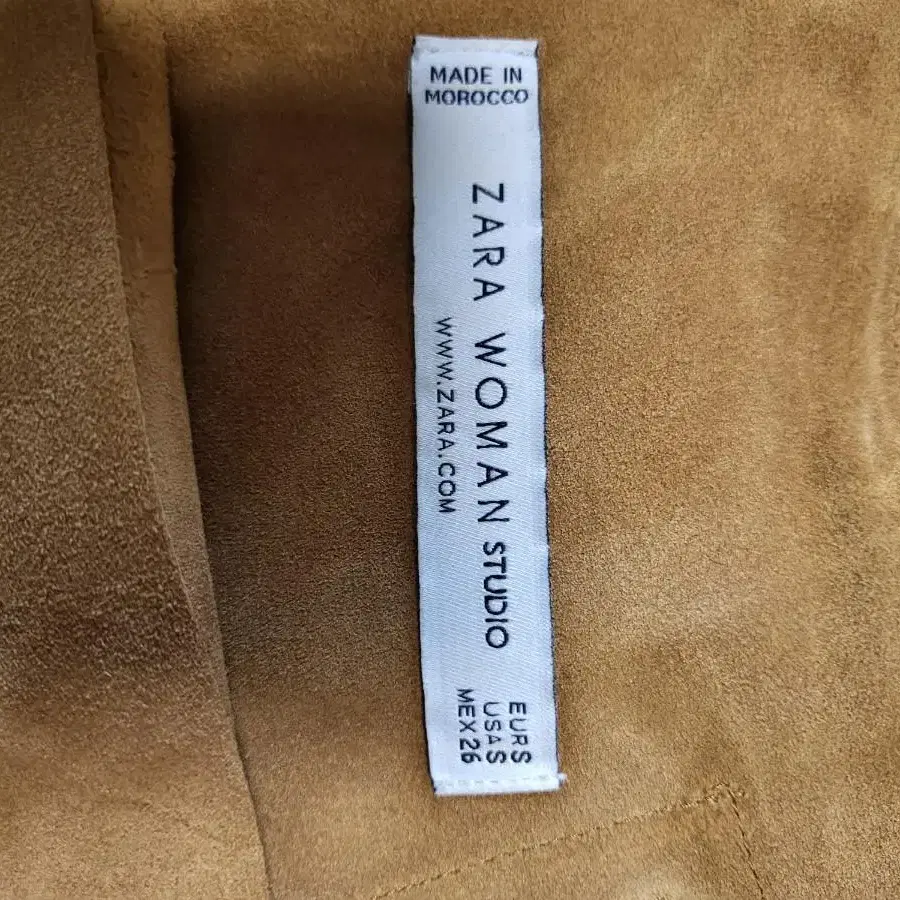 MADE IN
MOROCCO
ZARA WOMAN STUDIO
WWW.ZARA.COM
EUR S
USA S
MEX 26